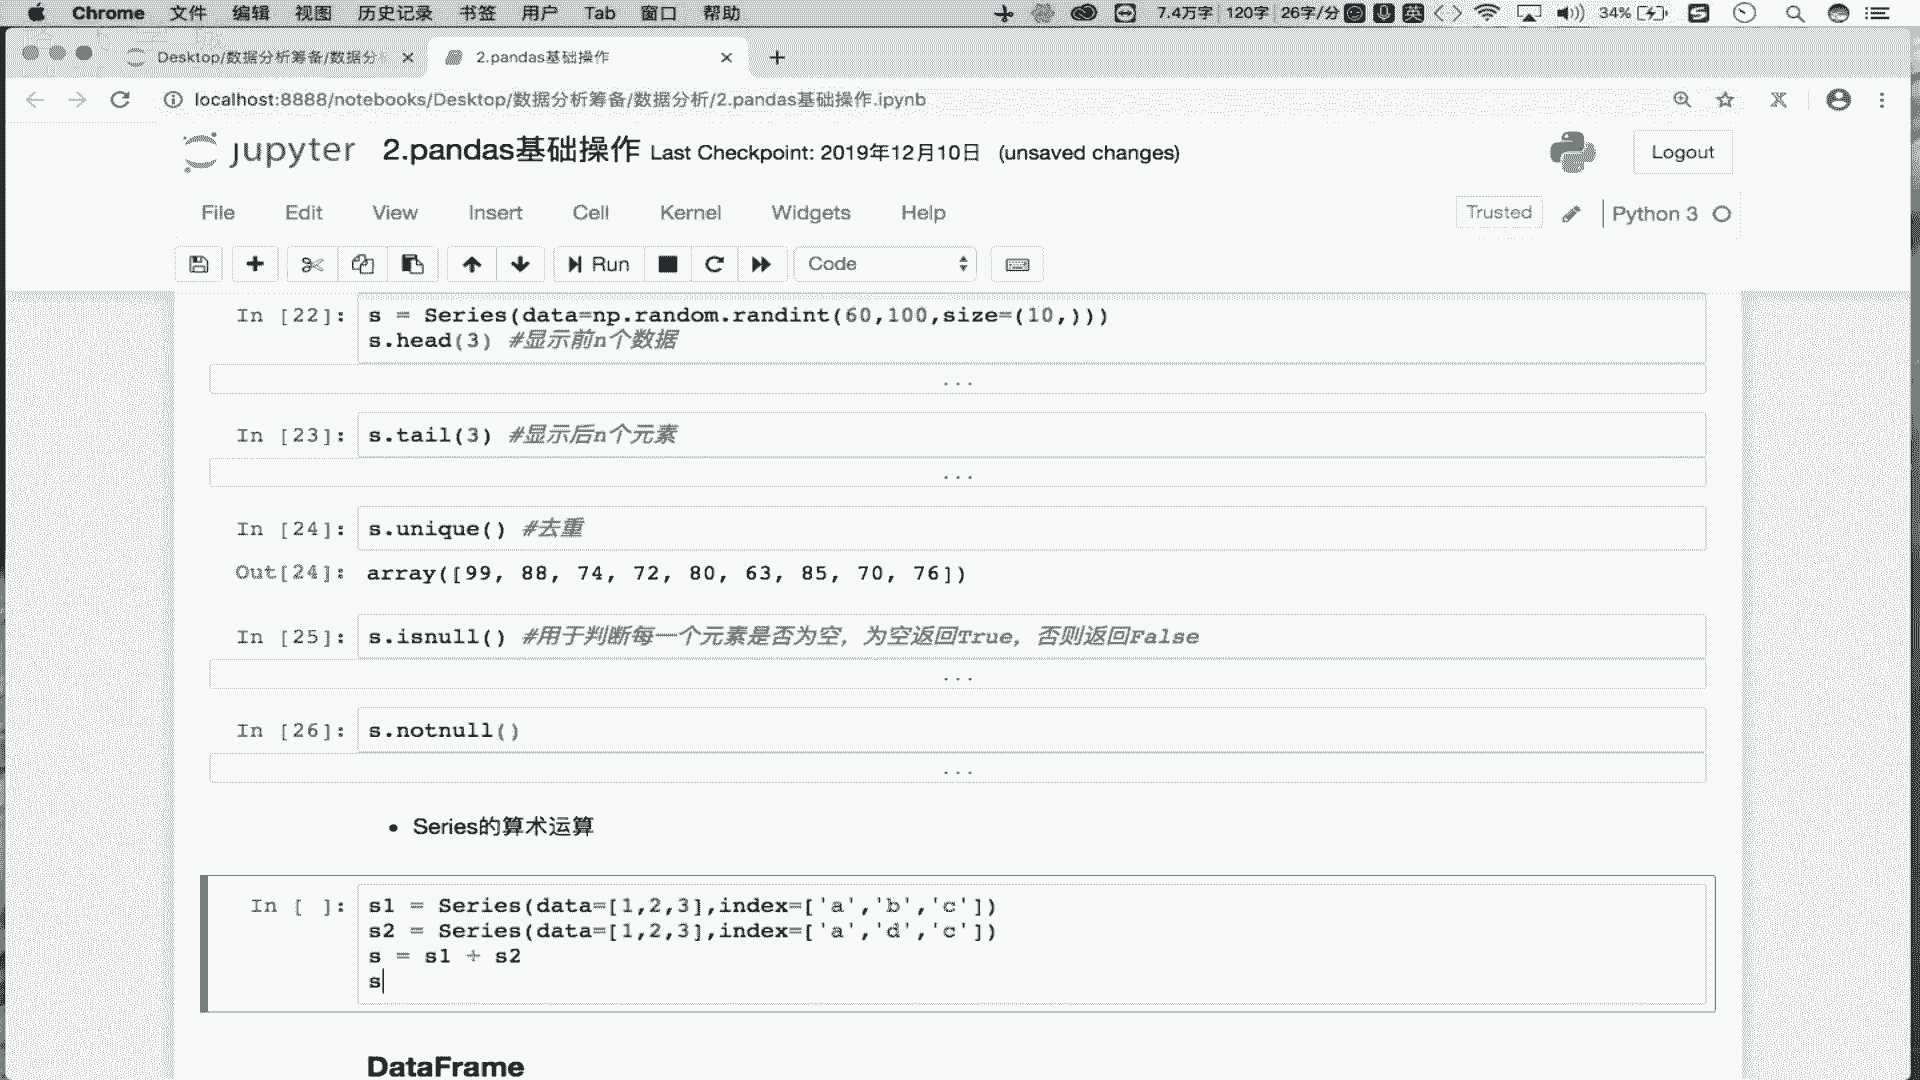 Chrome 文件 编辑 视图 历史记录 书签 用户 Tab 窗口 帮助 7.4万字 120字 26字/分 英 34%
Desktop/数据分析筹备/数据分 2.pandas基础操作
localhost:8888/notebooks/Desktop/数据分析筹备/数据分析/2.pandas基础操作.ipynb
jupyter 2.pandas基础操作 Last Checkpoint: 2019年12月10日 (unsaved changes) Logout
File Edit View Insert Cell Kernel Widgets Help Trusted Python 3
Run Code
In [22]: s = Series(data=np.random.randint(60,100,size=(10,)))
s.head(3) #显示前n个数据
...
In [23]: s.tail(3) #显示后n个元素
...
In [24]: s.unique() #去重
Out[24]: array([99, 88, 74, 72, 80, 63, 85, 70, 76])
In [25]: s.isnull() #用于判断每一个元素是否为空，为空返回True，否则返回False
...
In [26]: s.notnull()
...
• Series的算术运算
In [ ]: s1 = Series(data=[1,2,3],index=['a','b','c'])
s2 = Series(data=[1,2,3],index=['a','d','c'])
s = s1 + s2
s
DataFrame